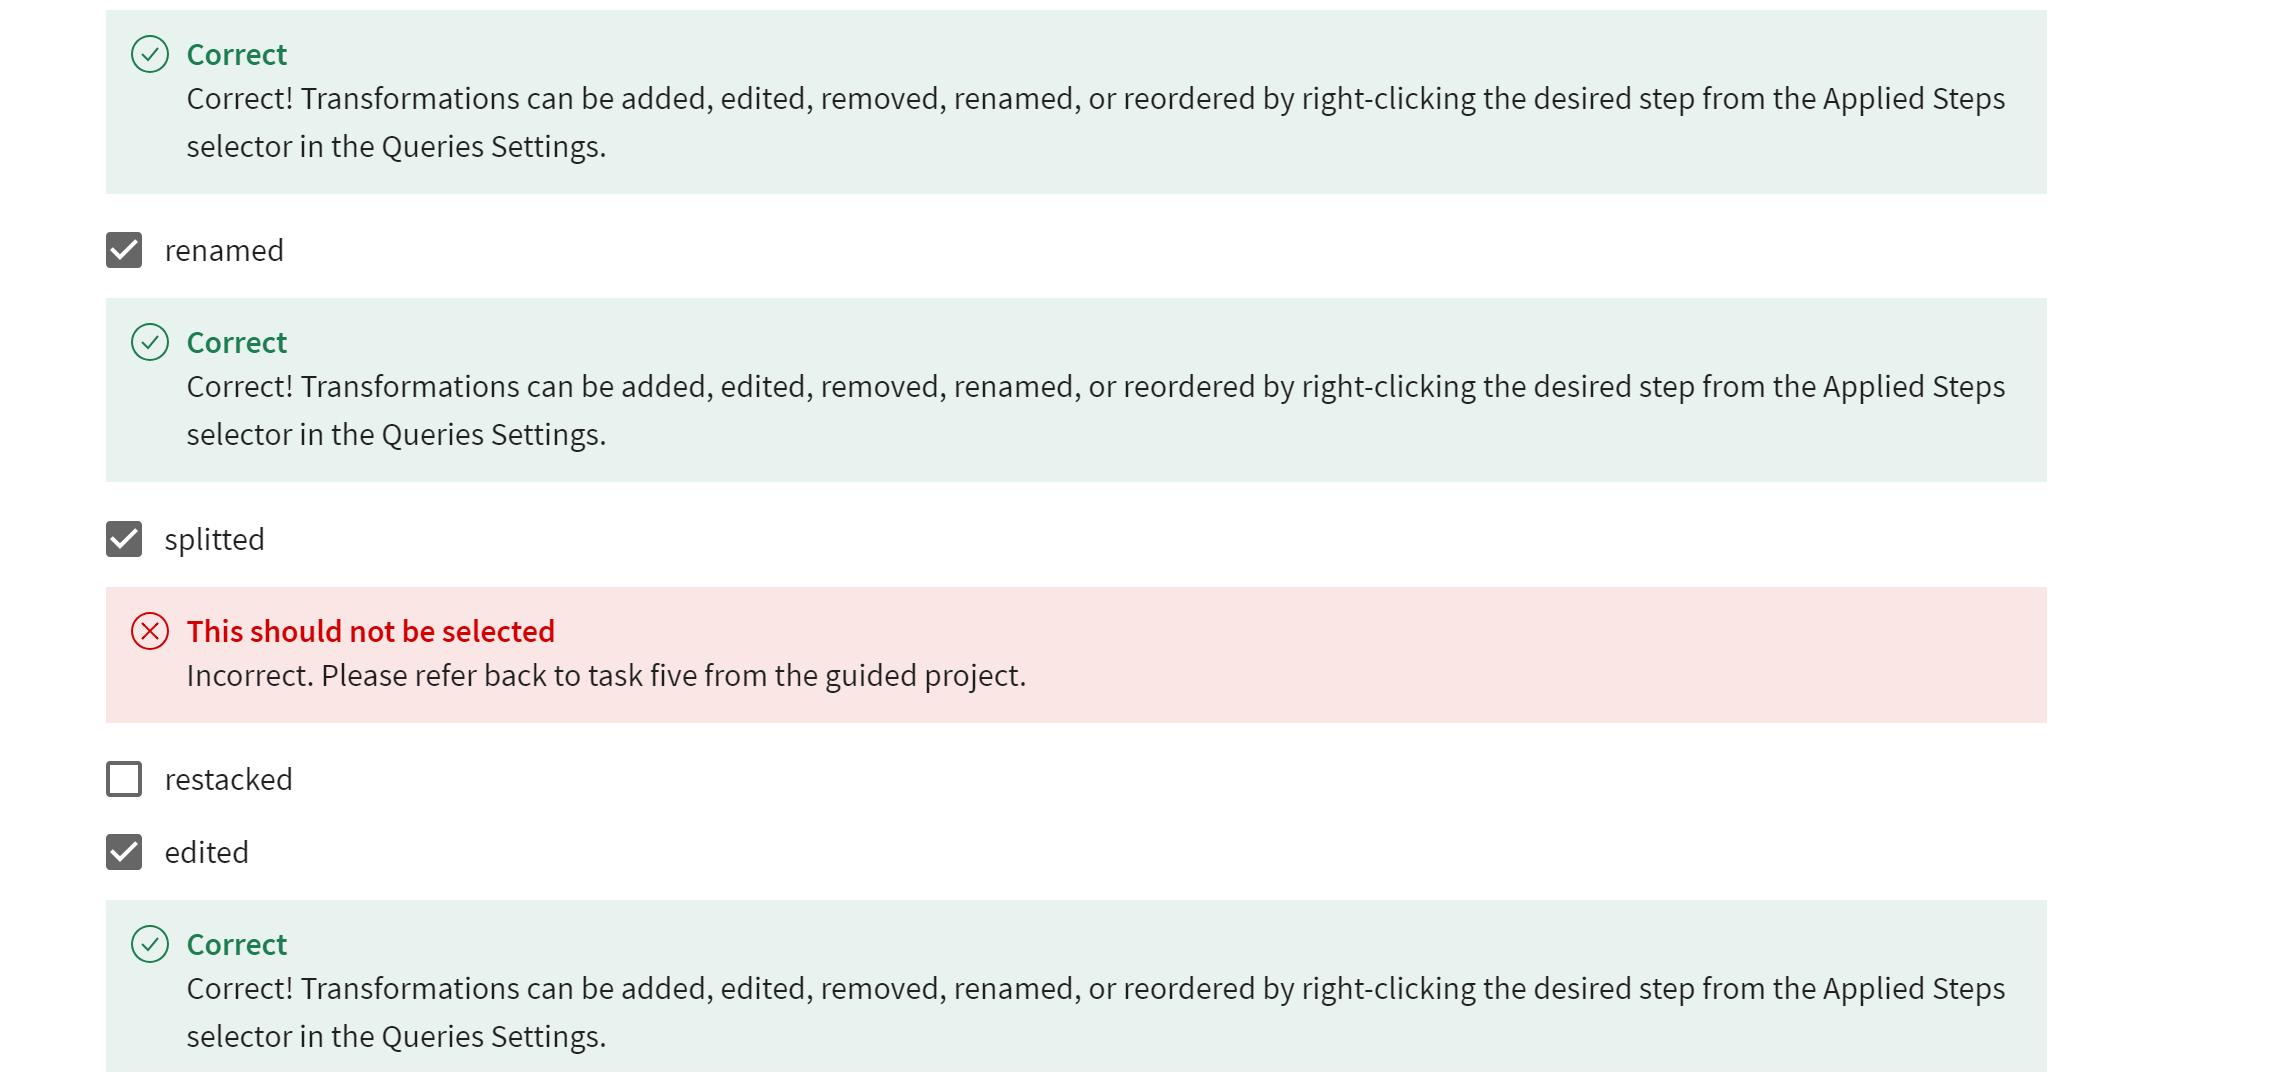 Correct
Correct! Transformations can be added, edited, removed, renamed, or reordered by right-clicking the desired step from the Applied Steps
selector in the Queries Settings.
renamed
Correct
Correct! Transformations can be added, edited, removed, renamed, or reordered by right-clicking the desired step from the Applied Steps
selector in the Queries Settings.
splitted
This should not be selected
Incorrect. Please refer back to task five from the guided project.
restacked
edited
Correct
Correct! Transformations can be added, edited, removed, renamed, or reordered by right-clicking the desired step from the Applied Steps
selector in the Queries Settings.